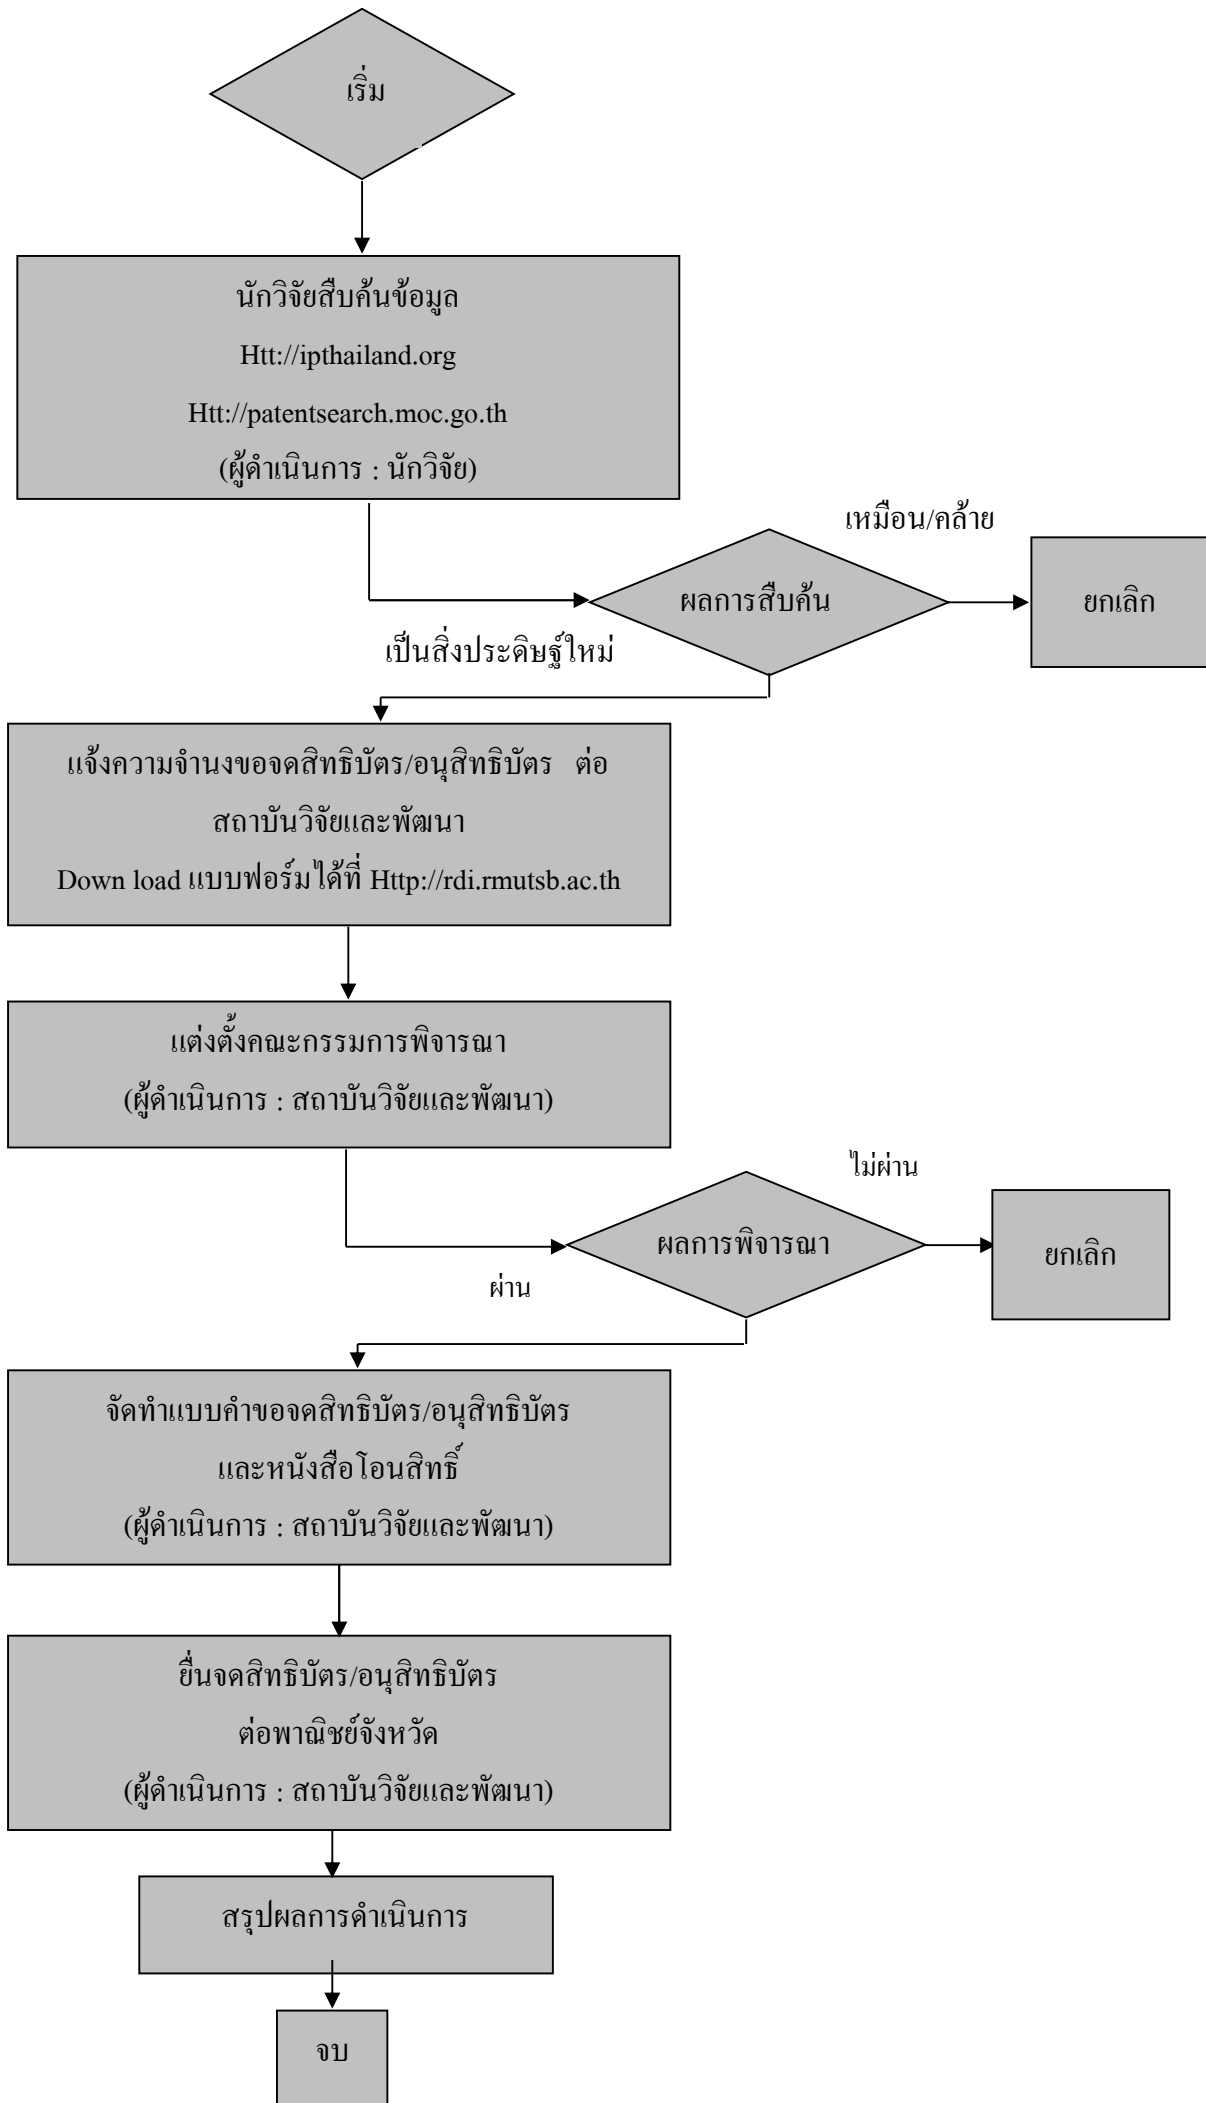 เริ่ม
นักวิจัยสืบค้นข้อมูล
Htt://ipthailand.org
Htt://patentsearch.moc.go.th
(ผู้ดำเนินการ : นักวิจัย)
เหมือน/คล้าย
ผลการสืบค้น
ยกเลิก
เป็นสิ่งประดิษฐ์ใหม่
แจ้งความจำนงขอจดสิทธิบัตร/อนุสิทธิบัตร ต่อ
สถาบันวิจัยและพัฒนา
Down load แบบฟอร์มได้ที่ Http://rdi.rmutsb.ac.th
แต่งตั้งคณะกรรมการพิจารณา
(ผู้ดำเนินการ : สถาบันวิจัยและพัฒนา)
ไม่ผ่าน
ผลการพิจารณา
ยกเลิก
ผ่าน
จัดทำแบบคำขอจดสิทธิบัตร/อนุสิทธิบัตร
และหนังสือโอนสิทธิ์
(ผู้ดำเนินการ : สถาบันวิจัยและพัฒนา)
ยื่นจดสิทธิบัตร/อนุสิทธิบัตร
ต่อพาณิชย์จังหวัด
(ผู้ดำเนินการ : สถาบันวิจัยและพัฒนา)
สรุปผลการดำเนินการ
จบ